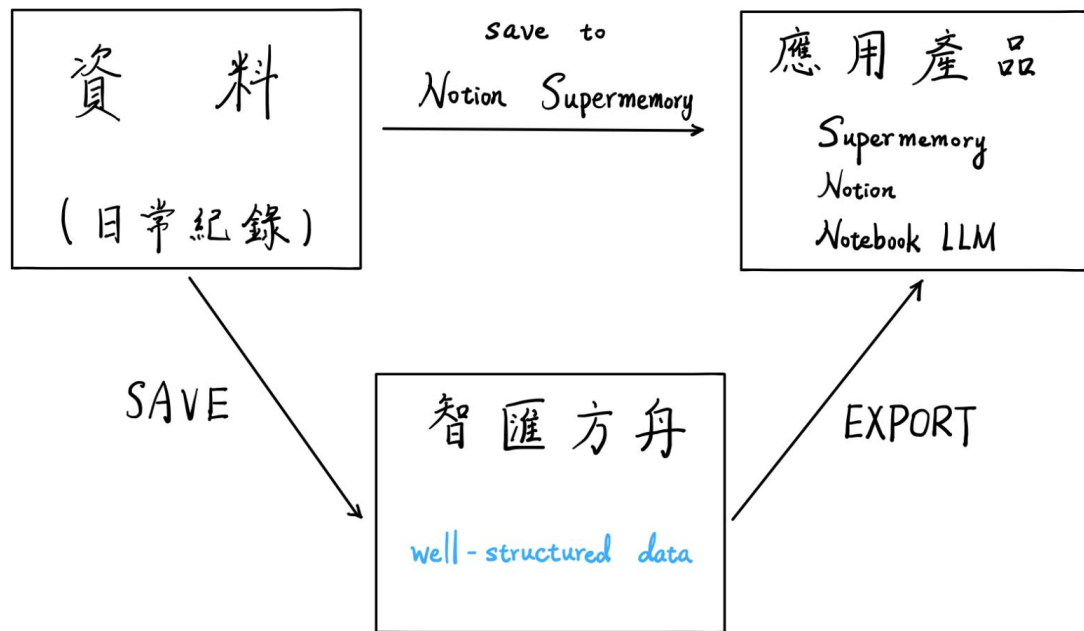 資料
(日常紀錄)
save to
Notion Supermemory
應用產品
Supermemory
Notion
Notebook LLM
SAVE
智匯方舟
well-structured data
EXPORT